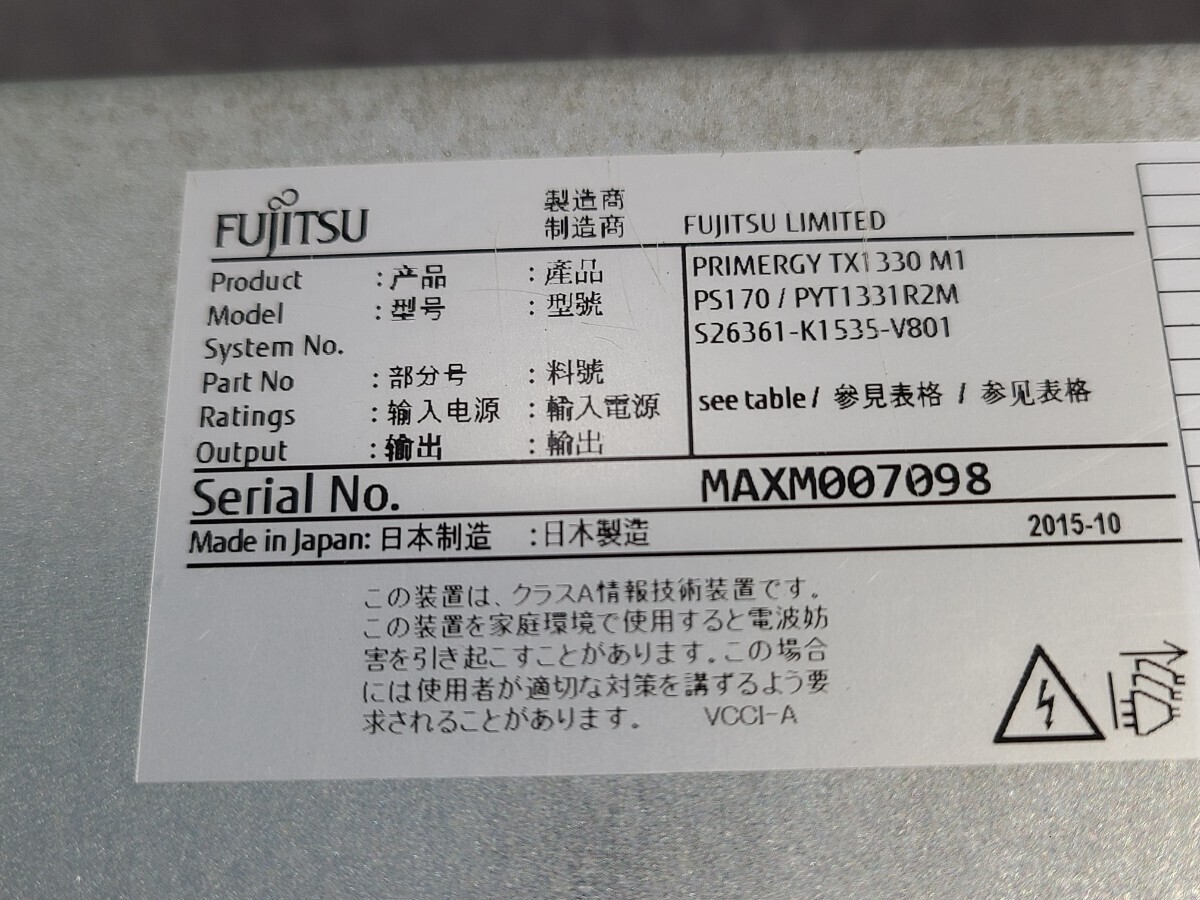 FUJITSU 製造商
制造商 FUJITSU LIMITED
Product :产品 :產品 PRIMERGY TX1330 M1
Model :型号 :型號 PS170 / PYT1331R2M
System No. S26361-K1535-V801
Part No :部分号 :料號
Ratings :输入电源 :輸入電源 see table / 參見表格 / 参见表格
Output :输出 :輸出
Serial No. MAXM007098
Made in Japan: 日本制造 :日木製造 2015-10
この装置は、クラスA情報技術装置です。
この装置を家庭環境で使用すると電波妨
害を引き起こすことがあります。この場合
には使用者が適切な対策を講ずるよう要
求されることがあります。 VCCI-A